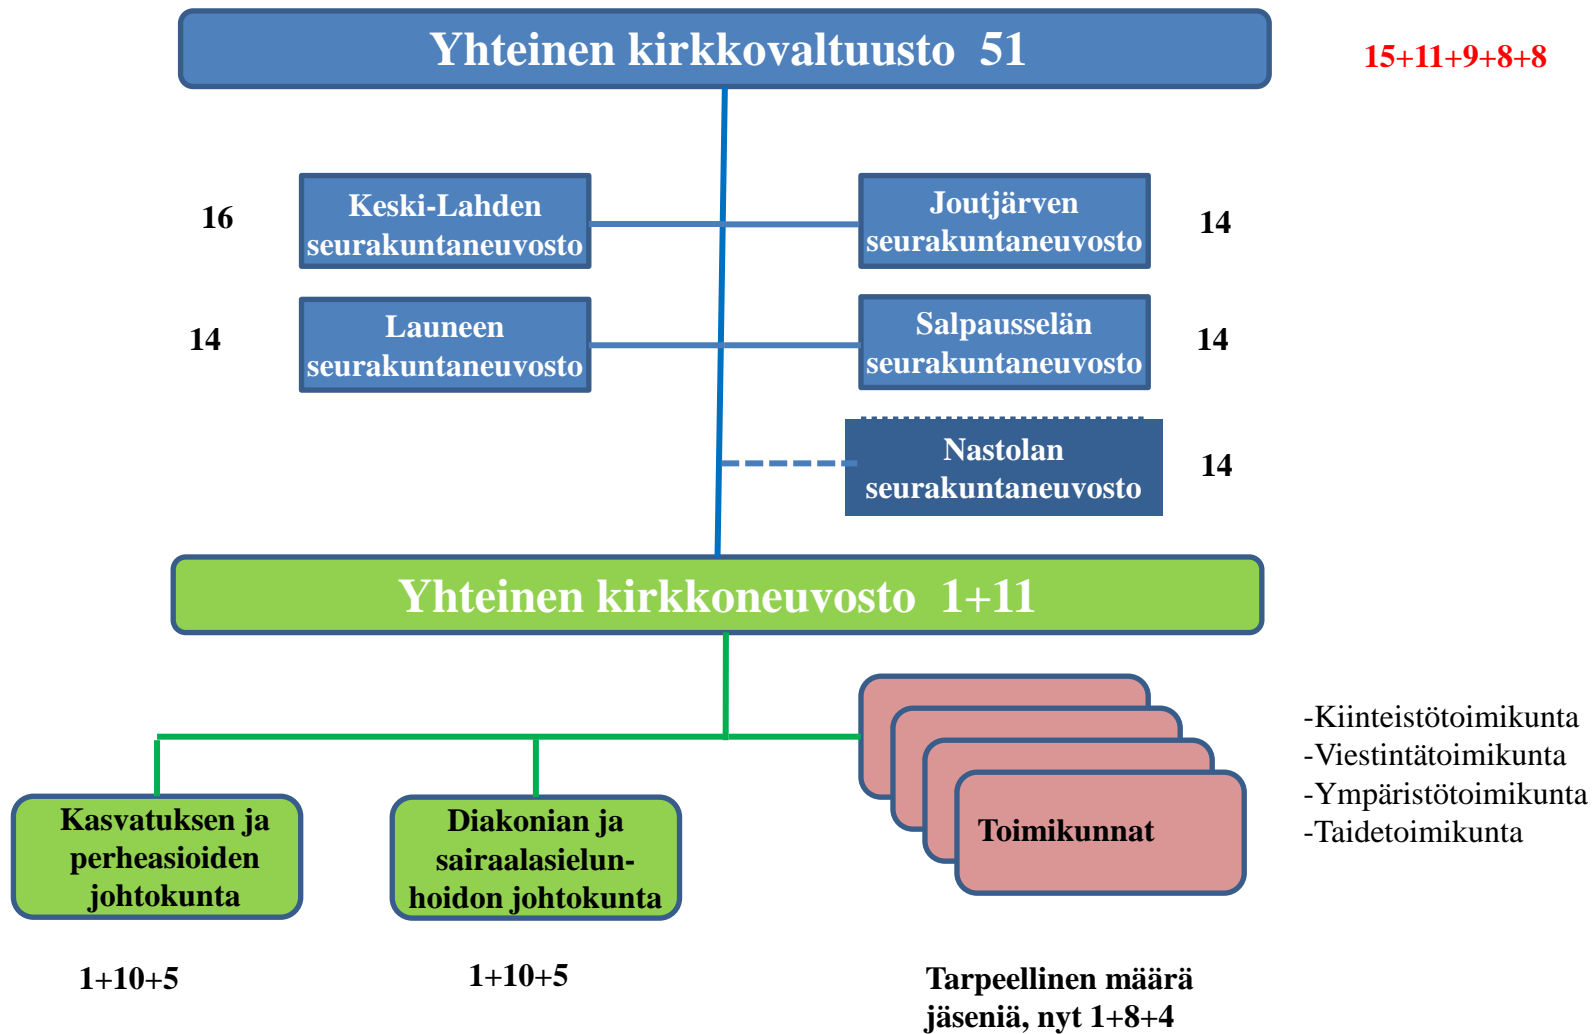 Yhteinen kirkkovaltuusto 51
15+11+9+8+8
16
Keski-Lahden
seurakuntaneuvosto
Joutjärven
seurakuntaneuvosto
14
14
Launeen
seurakuntaneuvosto
Salpausselän
seurakuntaneuvosto
14
Nastolan
seurakuntaneuvosto
14
Yhteinen kirkkoneuvosto 1+11
Kasvatuksen ja
perheasioiden
johtokunta
Diakonian ja
sairaalasielun-
hoidon johtokunta
Toimikunnat
-Kiinteistötoimikunta
-Viestintätoimikunta
-Ympäristötoimikunta
-Taidetoimikunta
1+10+5
1+10+5
Tarpeellinen määrä
jäseniä, nyt 1+8+4